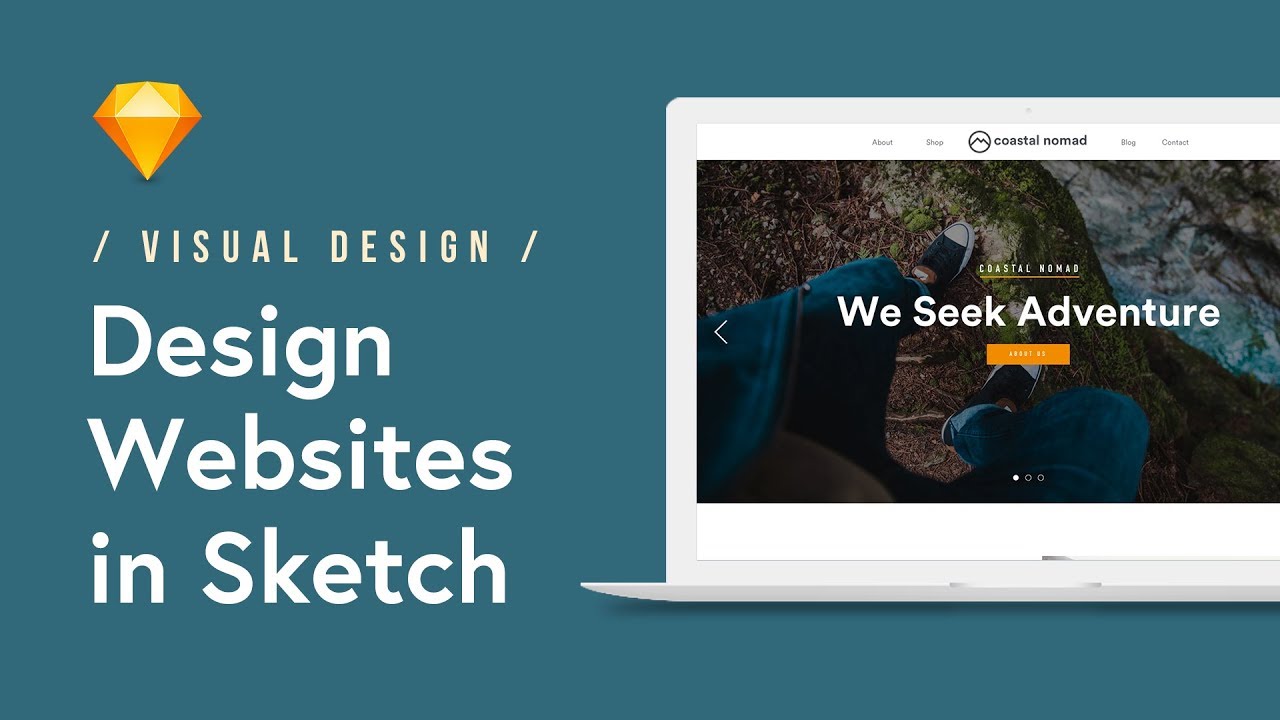 / VISUAL DESIGN /
Design
Websites
in Sketch
About Shop coastal nomad Blog Contact
COASTAL NOMAD
We Seek Adventure
ABOUT US